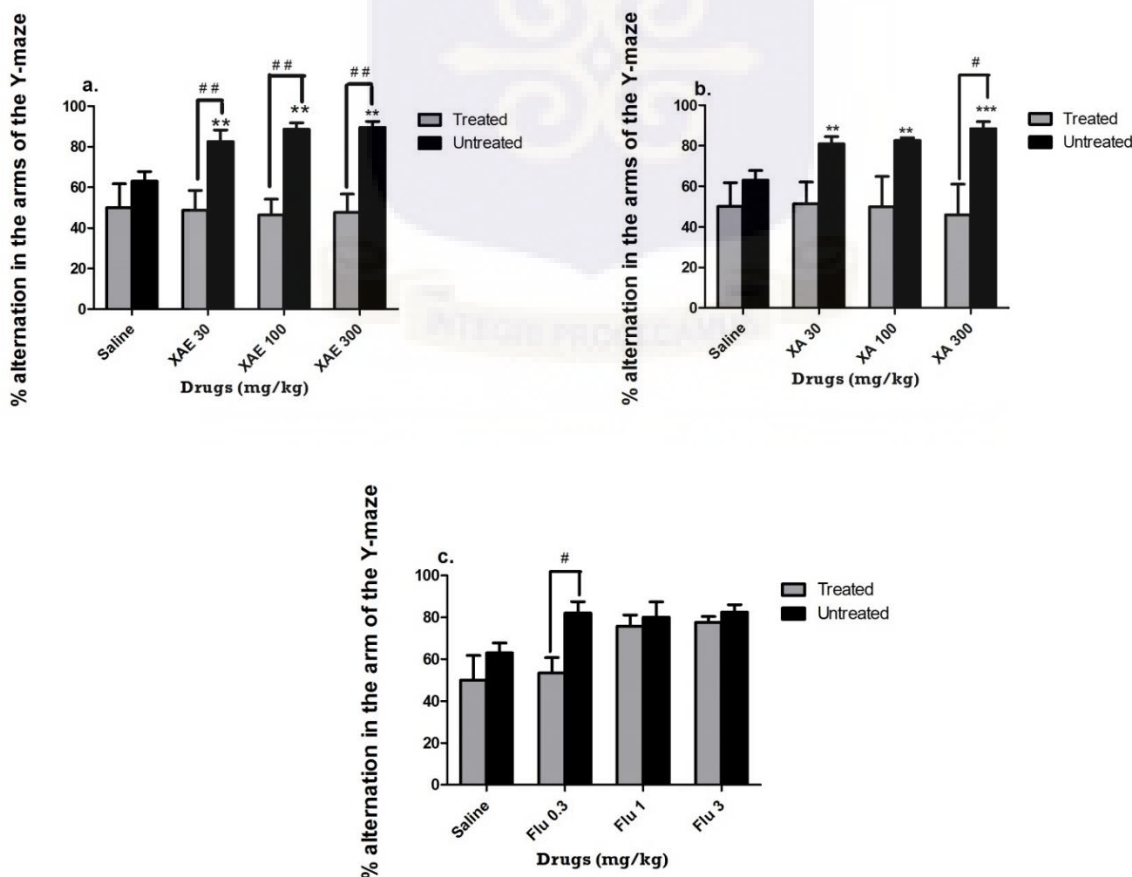 % alternation in the arms of the Y-maze
a.
##
##
##
**
**
**
100
80
60
40
20
0
Treated
Untreated
Saline
XAE 30
XAE 100
XAE 300
Drugs (mg/kg)
% alternation in the arms of the Y-maze
b.
#
**
**
***
100
80
60
40
20
0
Treated
Untreated
Saline
XA 30
XA 100
XA 300
Drugs (mg/kg)
INTEGRI PROCEDAMUS
% alternation in the arm of the Y-maze
c.
#
100
80
60
40
20
0
Treated
Untreated
Saline
Flu 0.3
Flu 1
Flu 3
Drugs (mg/kg)